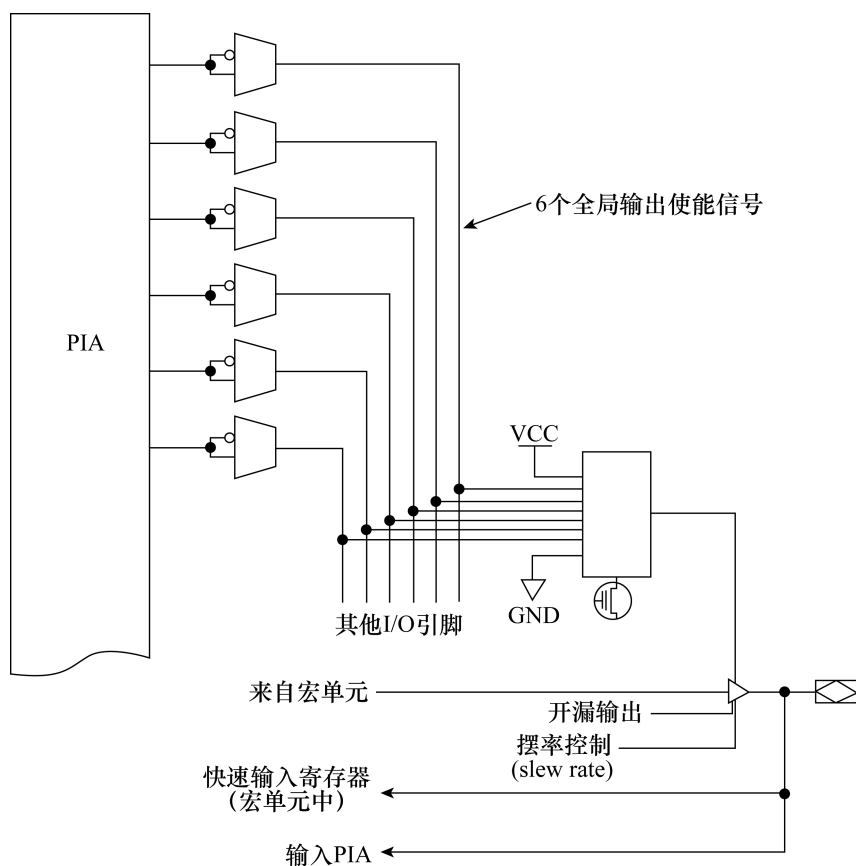 6个全局输出使能信号
PIA
VCC
GND
其他I/O引脚
来自宏单元
开漏输出
摆率控制
(slew rate)
快速输入寄存器
(宏单元中)
输入PIA